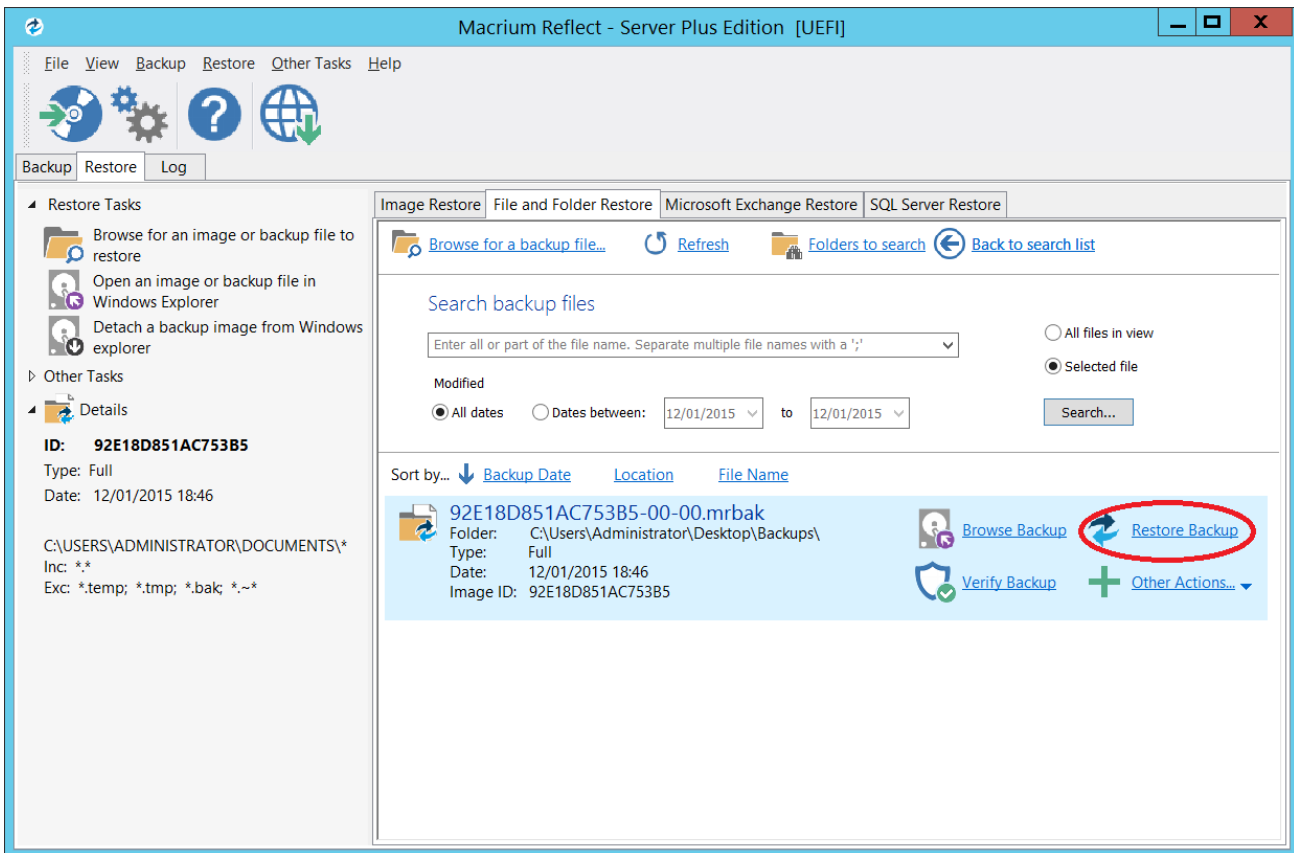 Macrium Reflect - Server Plus Edition [UEFI]
File View Backup Restore Other Tasks Help
Backup Restore Log
Restore Tasks
Browse for an image or backup file to
restore
Open an image or backup file in
Windows Explorer
Detach a backup image from Windows
explorer
Other Tasks
Details
ID: 92E18D851AC753B5
Type: Full
Date: 12/01/2015 18:46
C:\USERS\ADMINISTRATOR\DOCUMENTS\*
Inc: *.*
Exc: *.temp; *.tmp; *.bak; *.~*
Image Restore File and Folder Restore Microsoft Exchange Restore SQL Server Restore
Browse for a backup file... Refresh Folders to search Back to search list
Search backup files
Enter all or part of the file name. Separate multiple file names with a ';'
All files in view
Selected file
Modified
All dates Dates between: 12/01/2015 to 12/01/2015 Search...
Sort by... Backup Date Location File Name
92E18D851AC753B5-00-00.mrbak
Folder: C:\Users\Administrator\Desktop\Backups\
Type: Full
Date: 12/01/2015 18:46
Image ID: 92E18D851AC753B5
Browse Backup Restore Backup
Verify Backup Other Actions...